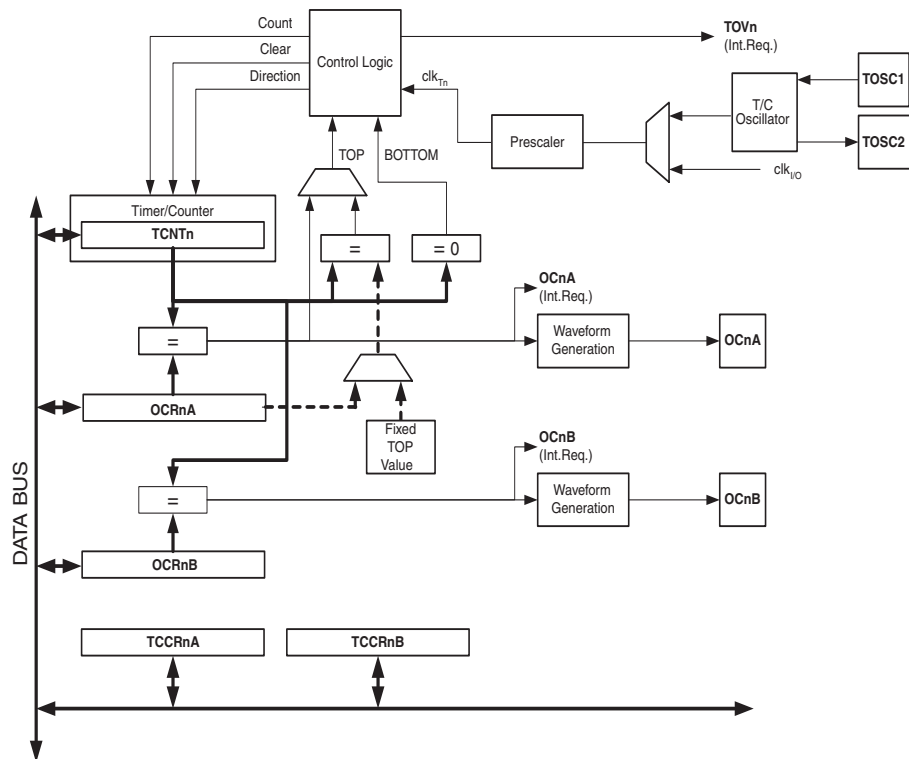 Count
Clear
Direction
Control Logic
TOVn
(Int.Req.)
clkTn
TOSC1
T/C
Oscillator
TOSC2
Prescaler
clkI/O
TOP
BOTTOM
Timer/Counter
TCNTn
=
= 0
OCnA
(Int.Req.)
=
Waveform
Generation
OCnA
OCRnA
Fixed
TOP
Value
OCnB
(Int.Req.)
=
Waveform
Generation
OCnB
DATA BUS
OCRnB
TCCRnA
TCCRnB